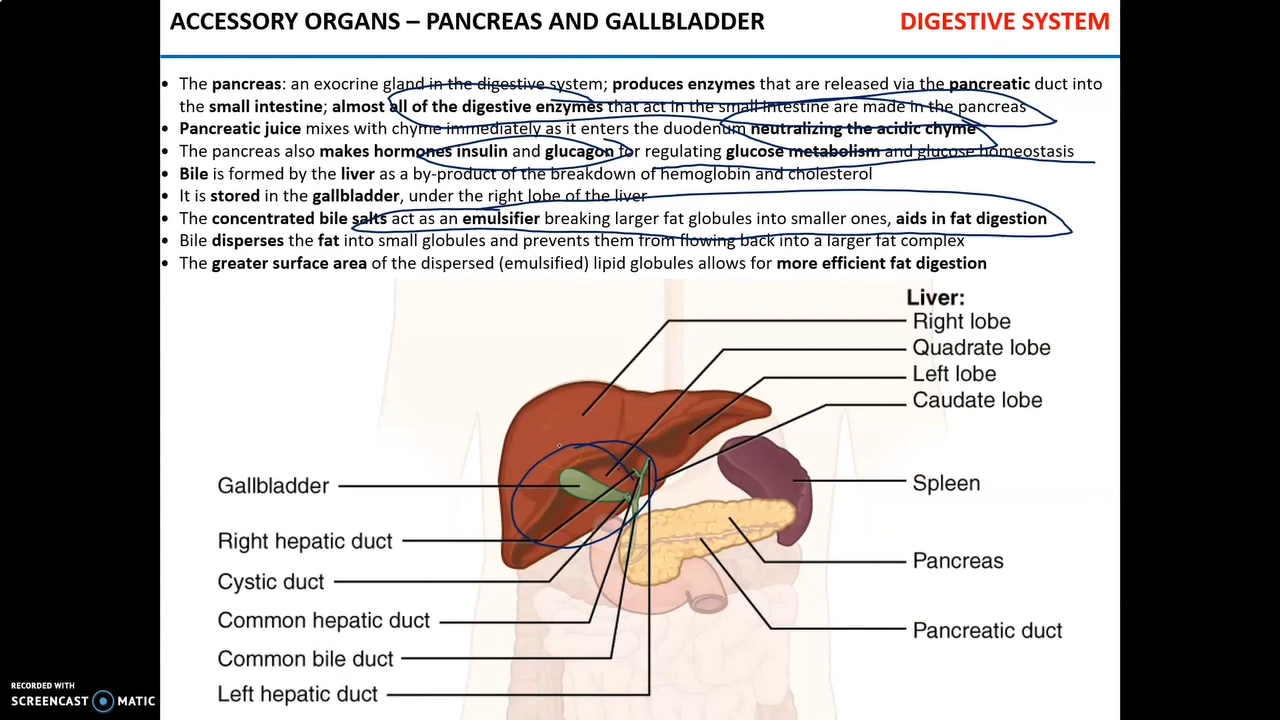 ACCESSORY ORGANS – PANCREAS AND GALLBLADDER
DIGESTIVE SYSTEM
• The pancreas: an exocrine gland in the digestive system; produces enzymes that are released via the pancreatic duct into
the small intestine; almost all of the digestive enzymes that act in the small intestine are made in the pancreas
• Pancreatic juice mixes with chyme immediately as it enters the duodenum neutralizing the acidic chyme
• The pancreas also makes hormones insulin and glucagon for regulating glucose metabolism and glucose homeostasis
• Bile is formed by the liver as a by-product of the breakdown of hemoglobin and cholesterol
• It is stored in the gallbladder, under the right lobe of the liver
• The concentrated bile salts act as an emulsifier breaking larger fat globules into smaller ones, aids in fat digestion
• Bile disperses the fat into small globules and prevents them from flowing back into a larger fat complex
• The greater surface area of the dispersed (emulsified) lipid globules allows for more efficient fat digestion
Liver:
Right lobe
Quadrate lobe
Left lobe
Caudate lobe
Gallbladder
Spleen
Right hepatic duct
Pancreas
Cystic duct
Common hepatic duct
Pancreatic duct
Common bile duct
Left hepatic duct
RECORDED WITH
SCREENCAST MATIC